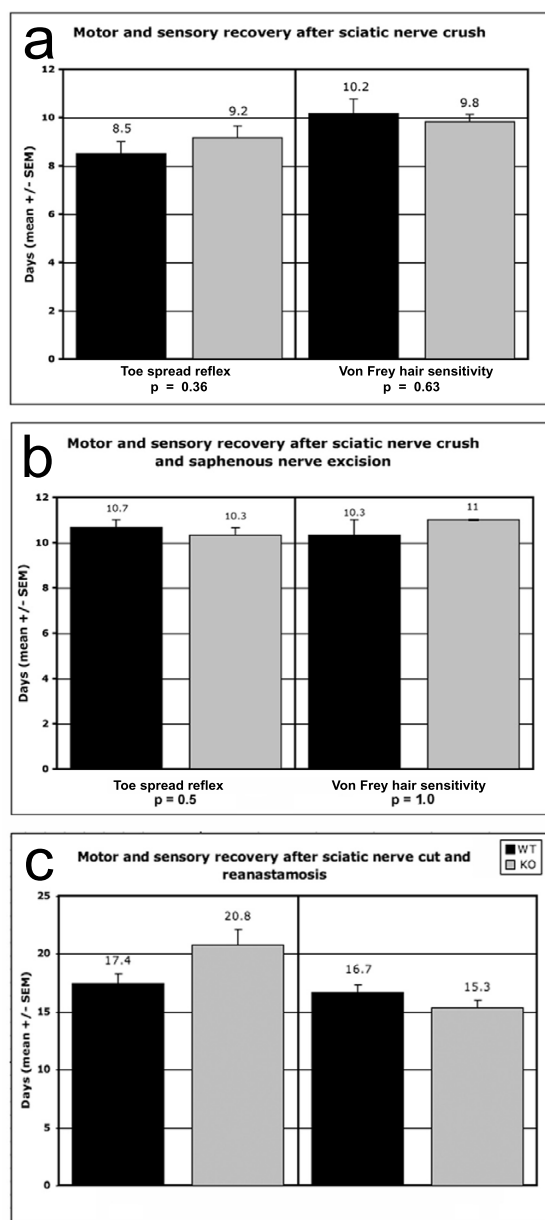 a
Motor and sensory recovery after sciatic nerve crush
12
10
8
6
4
2
0
Days (mean +/- SEM)
8.5
9.2
10.2
9.8
Toe spread reflex
p = 0.36
Von Frey hair sensitivity
p = 0.63
b
Motor and sensory recovery after sciatic nerve crush
and saphenous nerve excision
12
10
8
6
4
2
0
Days (mean +/- SEM)
10.7
10.3
10.3
11
Toe spread reflex
p = 0.5
Von Frey hair sensitivity
p = 1.0
c
Motor and sensory recovery after sciatic nerve cut and
reanastamosis
WT
KO
25
20
15
10
5
0
Days (mean +/- SEM)
17.4
20.8
16.7
15.3